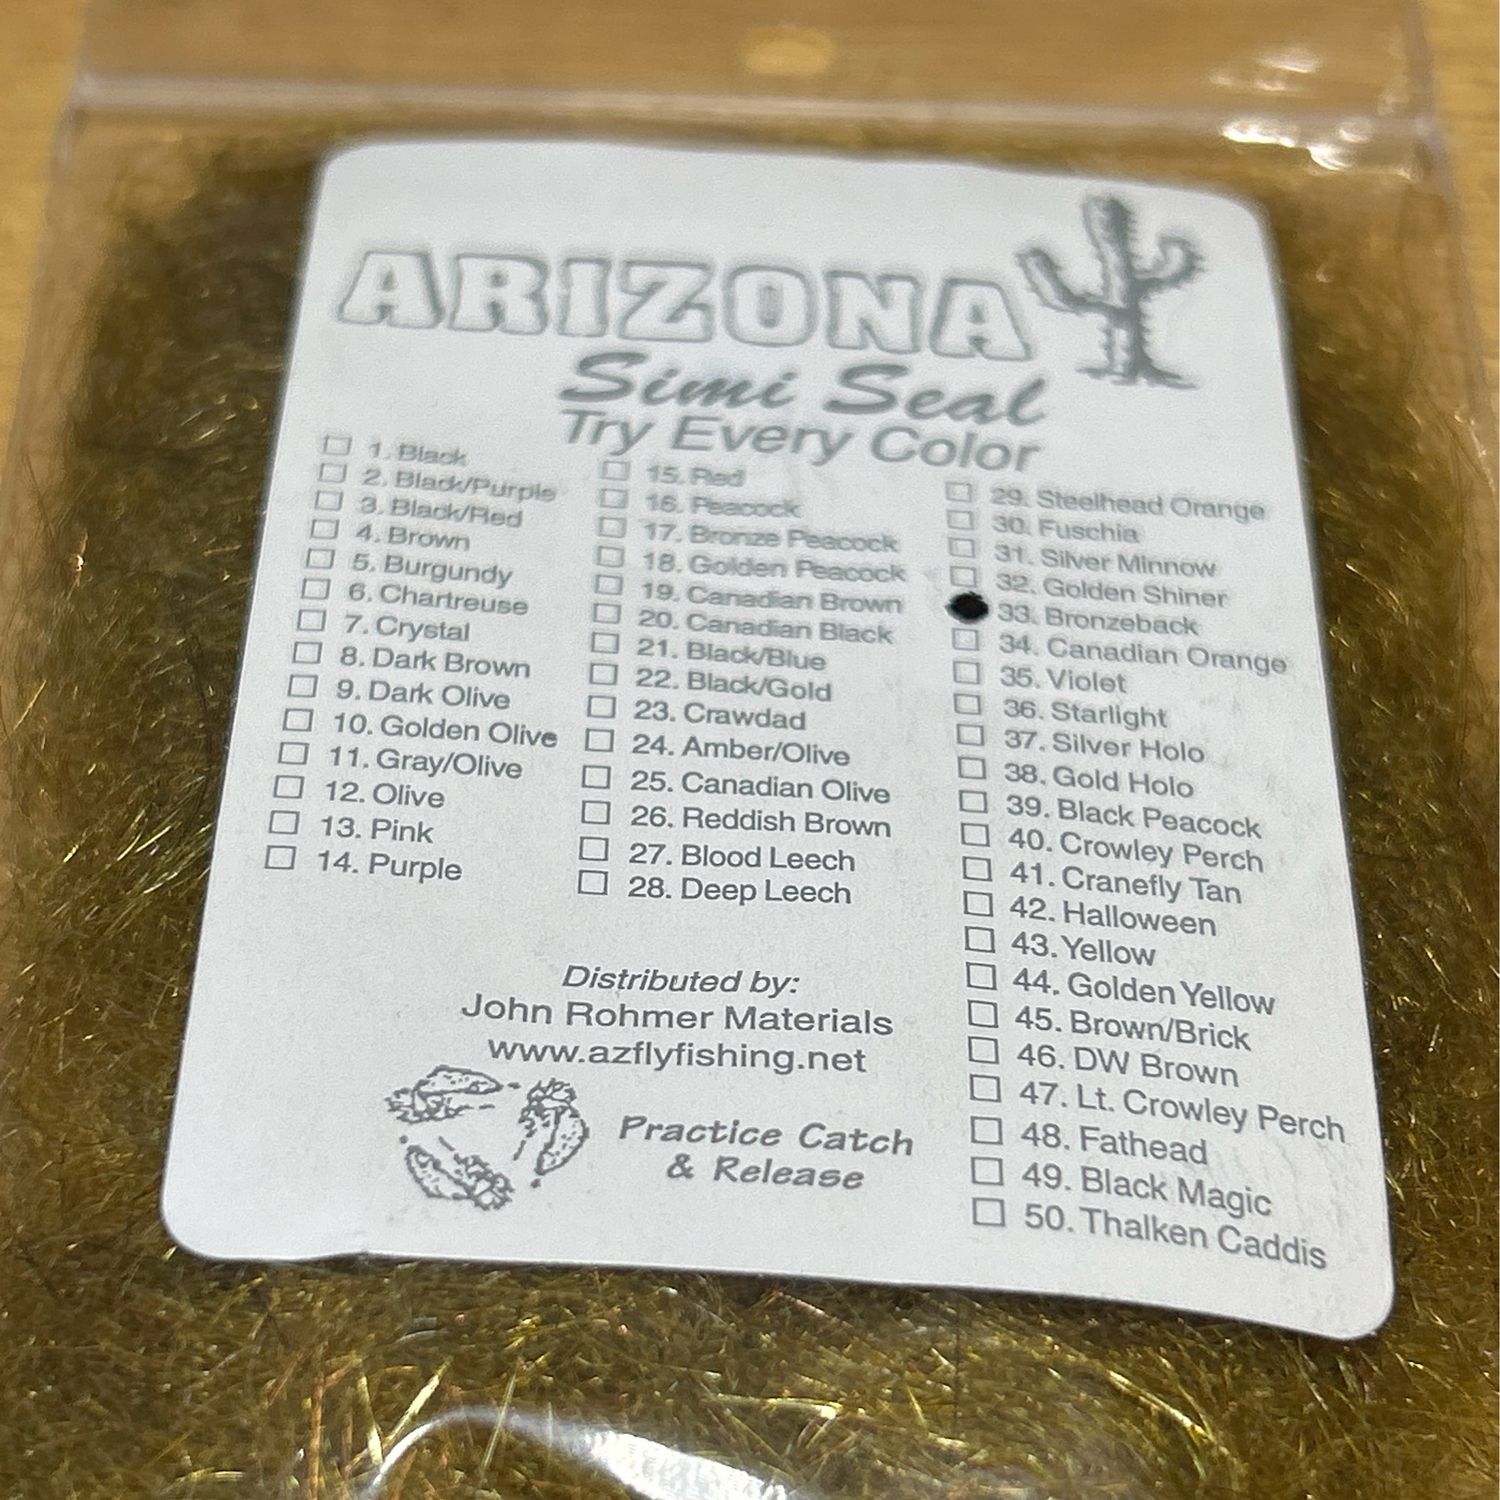 ARIZONA
Simi Seal
Try Every Color
1. Black
2. Black/Purple
3. Black/Red
4. Brown
5. Burgundy
6. Chartreuse
7. Crystal
8. Dark Brown
9. Dark Olive
10. Golden Olive
11. Gray/Olive
12. Olive
13. Pink
14. Purple
15. Red
16. Peacock
17. Bronze Peacock
18. Golden Peacock
19. Canadian Brown
20. Canadian Black
21. Black/Blue
22. Black/Gold
23. Crawdad
24. Amber/Olive
25. Canadian Olive
26. Reddish Brown
27. Blood Leech
28. Deep Leech
29. Steelhead Orange
30. Fuschia
31. Silver Minnow
32. Golden Shiner
33. Bronzeback
34. Canadian Orange
35. Violet
36. Starlight
37. Silver Holo
38. Gold Holo
39. Black Peacock
40. Crowley Perch
41. Cranefly Tan
42. Halloween
43. Yellow
44. Golden Yellow
45. Brown/Brick
46. DW Brown
47. Lt. Crowley Perch
48. Fathead
49. Black Magic
50. Thalken Caddis
Distributed by:
John Rohmer Materials
www.azflyfishing.net
Practice Catch
& Release